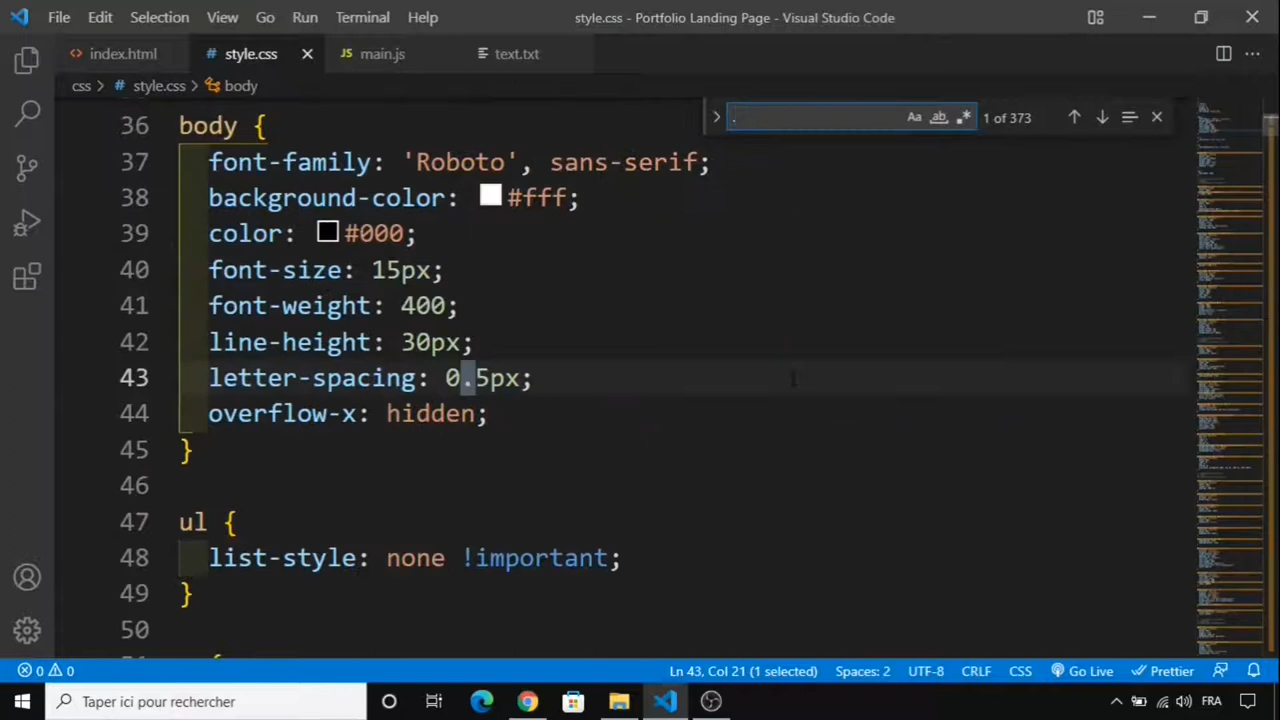 File Edit Selection View Go Run Terminal Help style.css - Portfolio Landing Page - Visual Studio Code
<> index.html # style.css × JS main.js text.txt
css > # style.css > body
. Aa ab .* 1 of 373
36 body {
37 font-family: 'Roboto', sans-serif;
38 background-color: #fff;
39 color: #000;
40 font-size: 15px;
41 font-weight: 400;
42 line-height: 30px;
43 letter-spacing: 0.5px;
44 overflow-x: hidden;
45 }
46
47 ul {
48 list-style: none !important;
49 }
50
{
0 0 Ln 43, Col 21 (1 selected) Spaces: 2 UTF-8 CRLF CSS Go Live Prettier
Taper ici pour rechercher FRA